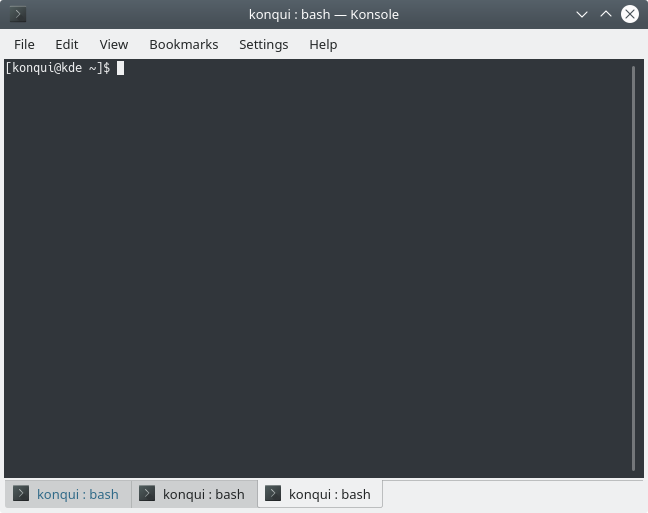 konqui : bash — Konsole
File Edit View Bookmarks Settings Help
[konqui@kde ~]$
konqui : bash konqui : bash konqui : bash